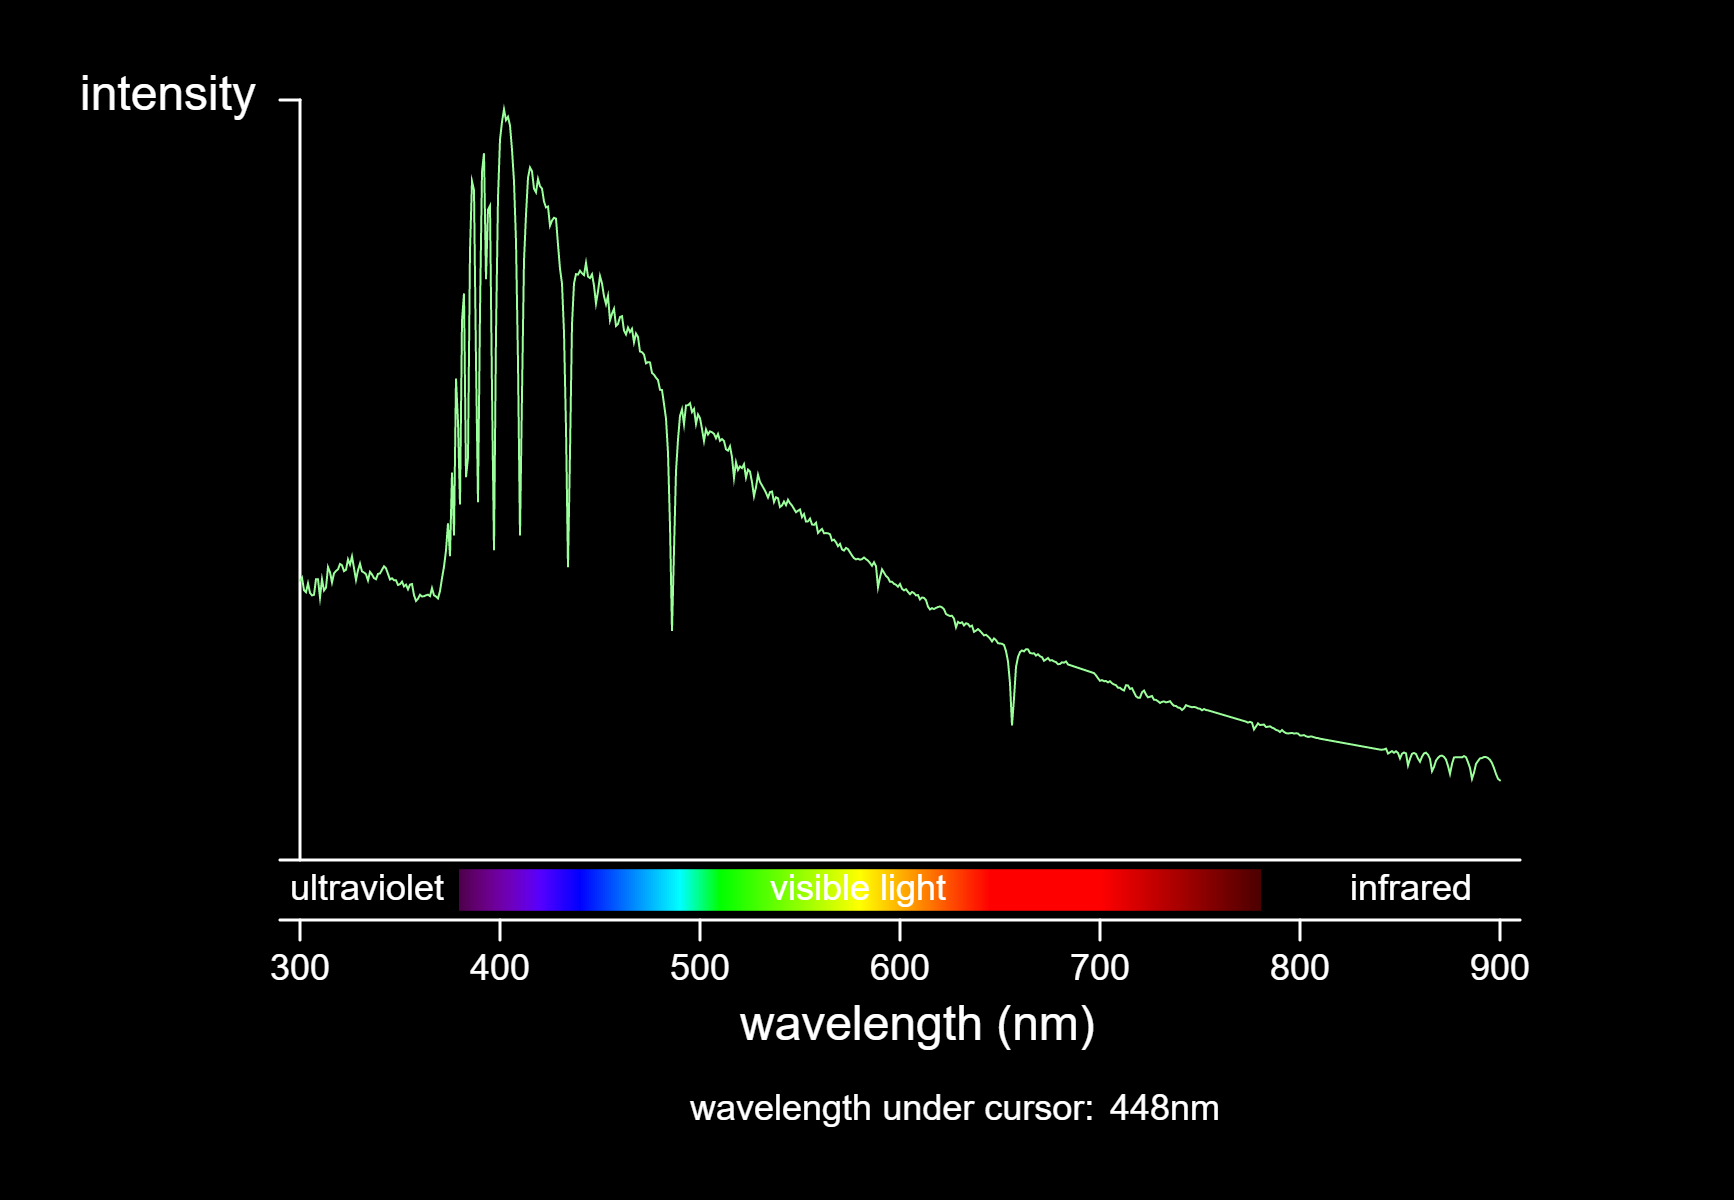 intensity
ultraviolet visible light infrared
300 400 500 600 700 800 900
wavelength (nm)
wavelength under cursor: 448nm